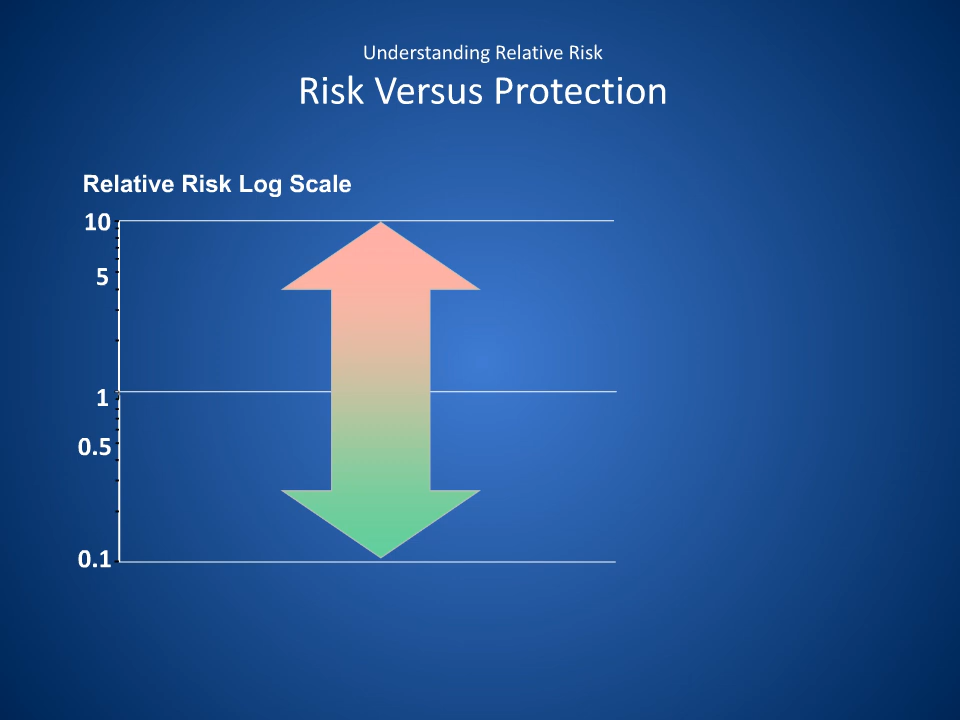 Understanding Relative Risk
Risk Versus Protection
Relative Risk Log Scale
10
5
1
0.5
0.1